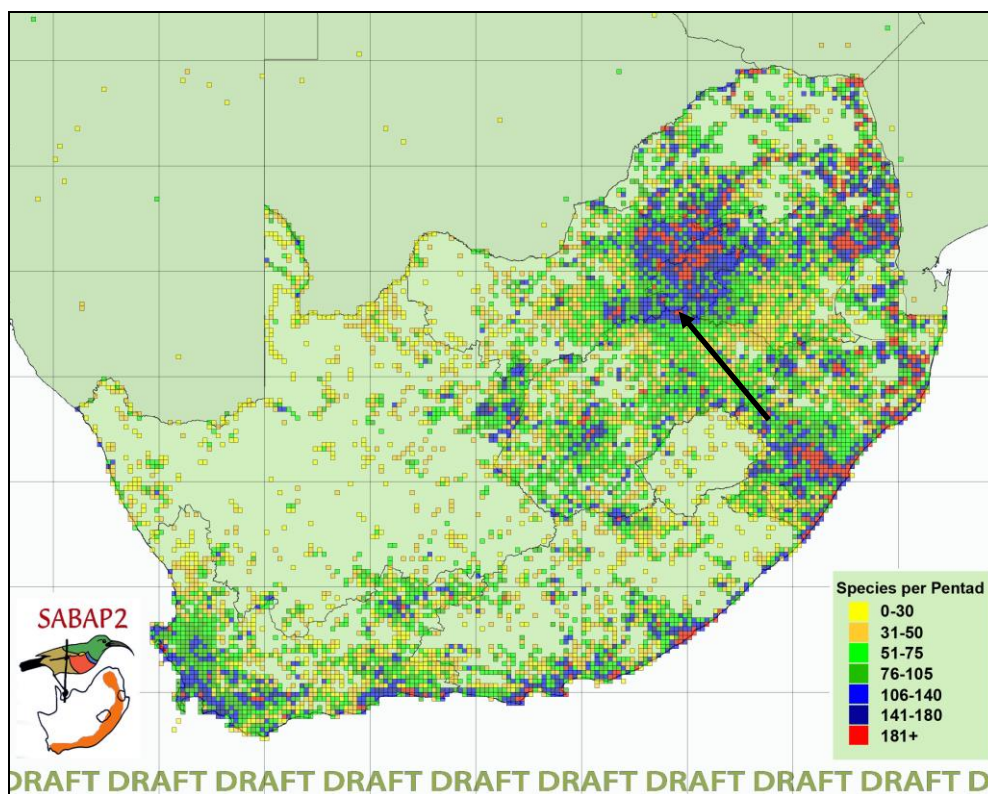 SABAP2
Species per Pentad
0-30
31-50
51-75
76-105
106-140
141-180
181+
DRAFT DRAFT DRAFT DRAFT DRAFT DRAFT DRAFT DRAFT DRAFT D